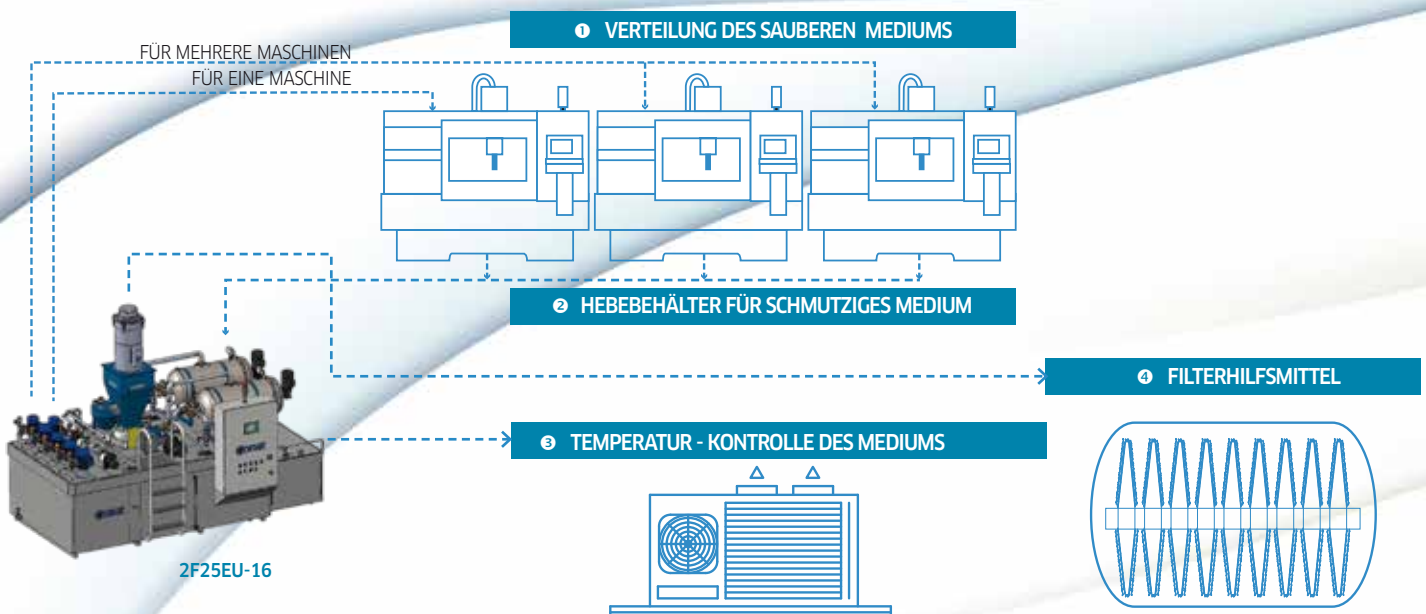 ❶ VERTEILUNG DES SAUBEREN MEDIUMS
FÜR MEHRERE MASCHINEN
FÜR EINE MASCHINE
❷ HEBEBEHÄLTER FÜR SCHMUTZIGES MEDIUM
❹ FILTERHILFSMITTEL
❸ TEMPERATUR - KONTROLLE DES MEDIUMS
2F25EU-16